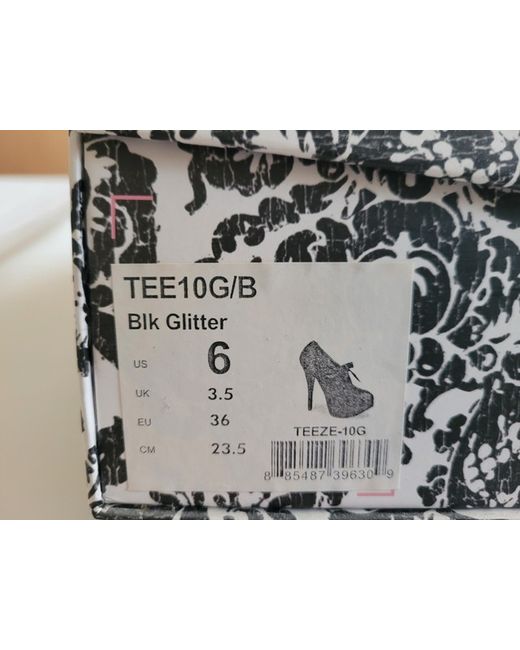 TEE10G/B
Blk Glitter
US 6
UK 3.5
EU 36
CM 23.5
TEEZE-10G
8 85487 39630 9